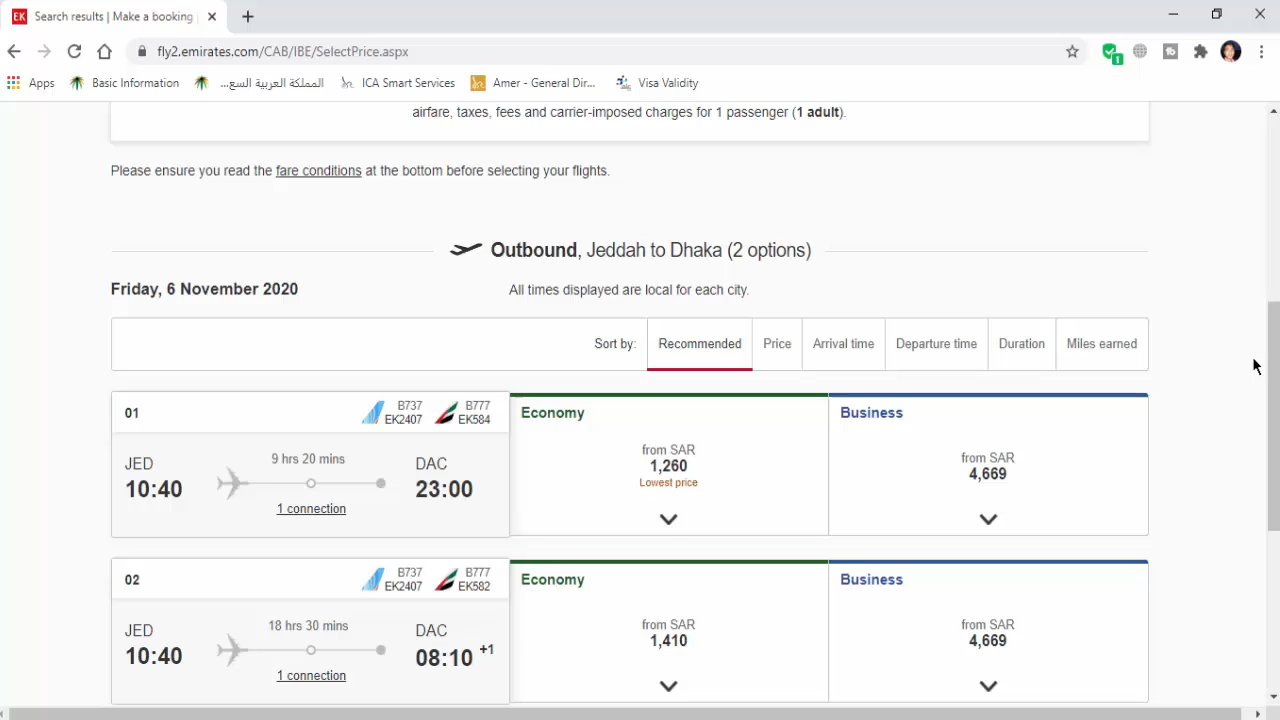 EK Search results | Make a booking
fly2.emirates.com/CAB/IBE/SelectPrice.aspx
1
Apps Basic Information المملكة العربية السع... ICA Smart Services Amer - General Dir... Visa Validity
airfare, taxes, fees and carrier-imposed charges for 1 passenger (1 adult).
Please ensure you read the fare conditions at the bottom before selecting your flights.
Outbound, Jeddah to Dhaka (2 options)
Friday, 6 November 2020 All times displayed are local for each city.
Sort by: Recommended Price Arrival time Departure time Duration Miles earned
01 B737 EK2407 B777 EK584
JED 9 hrs 20 mins DAC
10:40 23:00
1 connection
Economy
from SAR
1,260
Lowest price
Business
from SAR
4,669
02 B737 EK2407 B777 EK582
JED 18 hrs 30 mins DAC
10:40 08:10 +1
1 connection
Economy
from SAR
1,410
Business
from SAR
4,669